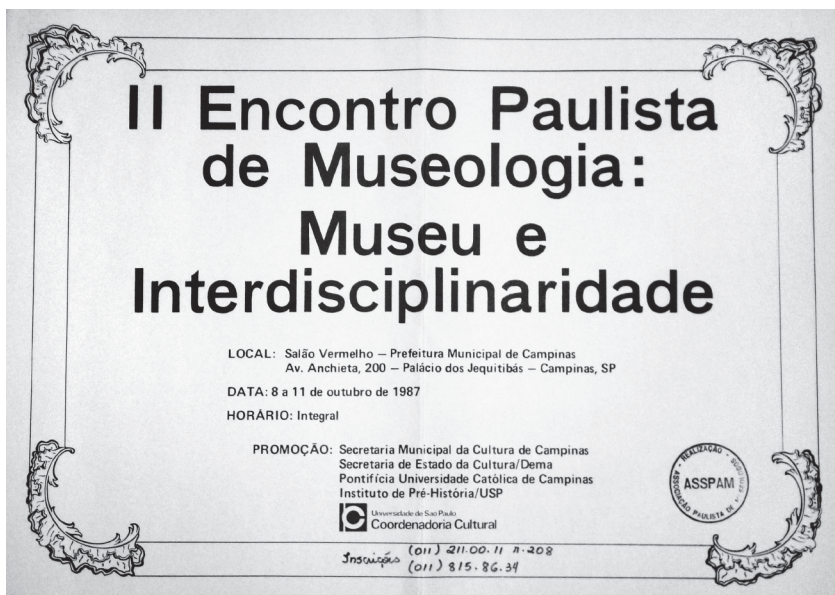 II Encontro Paulista
de Museologia:
Museu e
Interdisciplinaridade
LOCAL: Salão Vermelho — Prefeitura Municipal de Campinas
Av. Anchieta, 200 — Palácio dos Jequitibás — Campinas, SP
DATA: 8 a 11 de outubro de 1987
HORÁRIO: Integral
PROMOÇÃO: Secretaria Municipal da Cultura de Campinas
Secretaria de Estado da Cultura/Dema
Pontifícia Universidade Católica de Campinas
Instituto de Pré-História/USP
Universidade de São Paulo
Coordenadoria Cultural
REALIZAÇÃO
ASSPAM
ASSOCIAÇÃO PAULISTA DE
Inscrições (011) 211.00.11 R.208
(011) 815.86.34